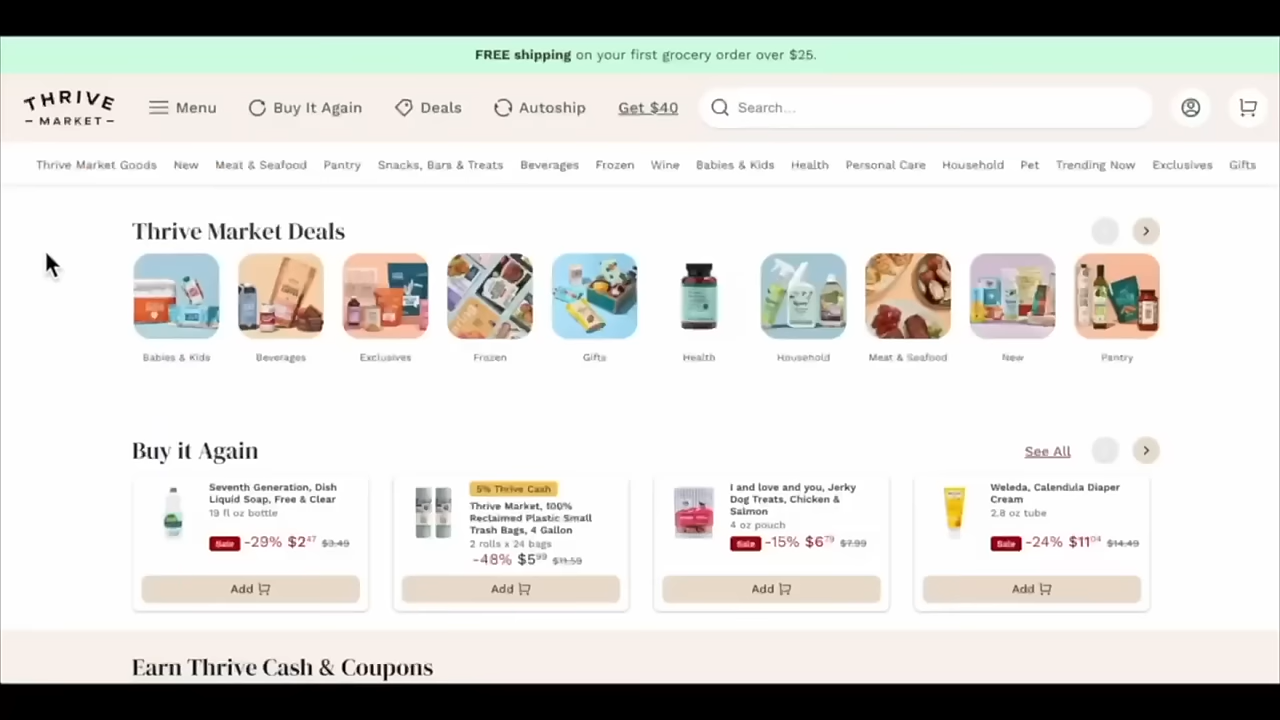 FREE shipping on your first grocery order over $25.
THRIVE
MARKET
Menu
Buy It Again
Deals
Autoship
Get $40
Search...
Thrive Market Goods
New
Meat & Seafood
Pantry
Snacks, Bars & Treats
Beverages
Frozen
Wine
Babies & Kids
Health
Personal Care
Household
Pet
Trending Now
Exclusives
Gifts
Thrive Market Deals
Babies & Kids
Beverages
Exclusives
Frozen
Gifts
Health
Household
Meat & Seafood
New
Pantry
Buy it Again
See All
Seventh Generation, Dish
Liquid Soap, Free & Clear
19 fl oz bottle
Sale -29% $2.47 $3.49
Add
5% Thrive Cash
Thrive Market, 100%
Reclaimed Plastic Small
Trash Bags, 4 Gallon
2 rolls x 24 bags
-48% $5.99 $11.59
Add
I and love and you, Jerky
Dog Treats, Chicken &
Salmon
4 oz pouch
Sale -15% $6.79 $7.99
Add
Weleda, Calendula Diaper
Cream
2.8 oz tube
Sale -24% $11.04 $14.49
Add
Earn Thrive Cash & Coupons